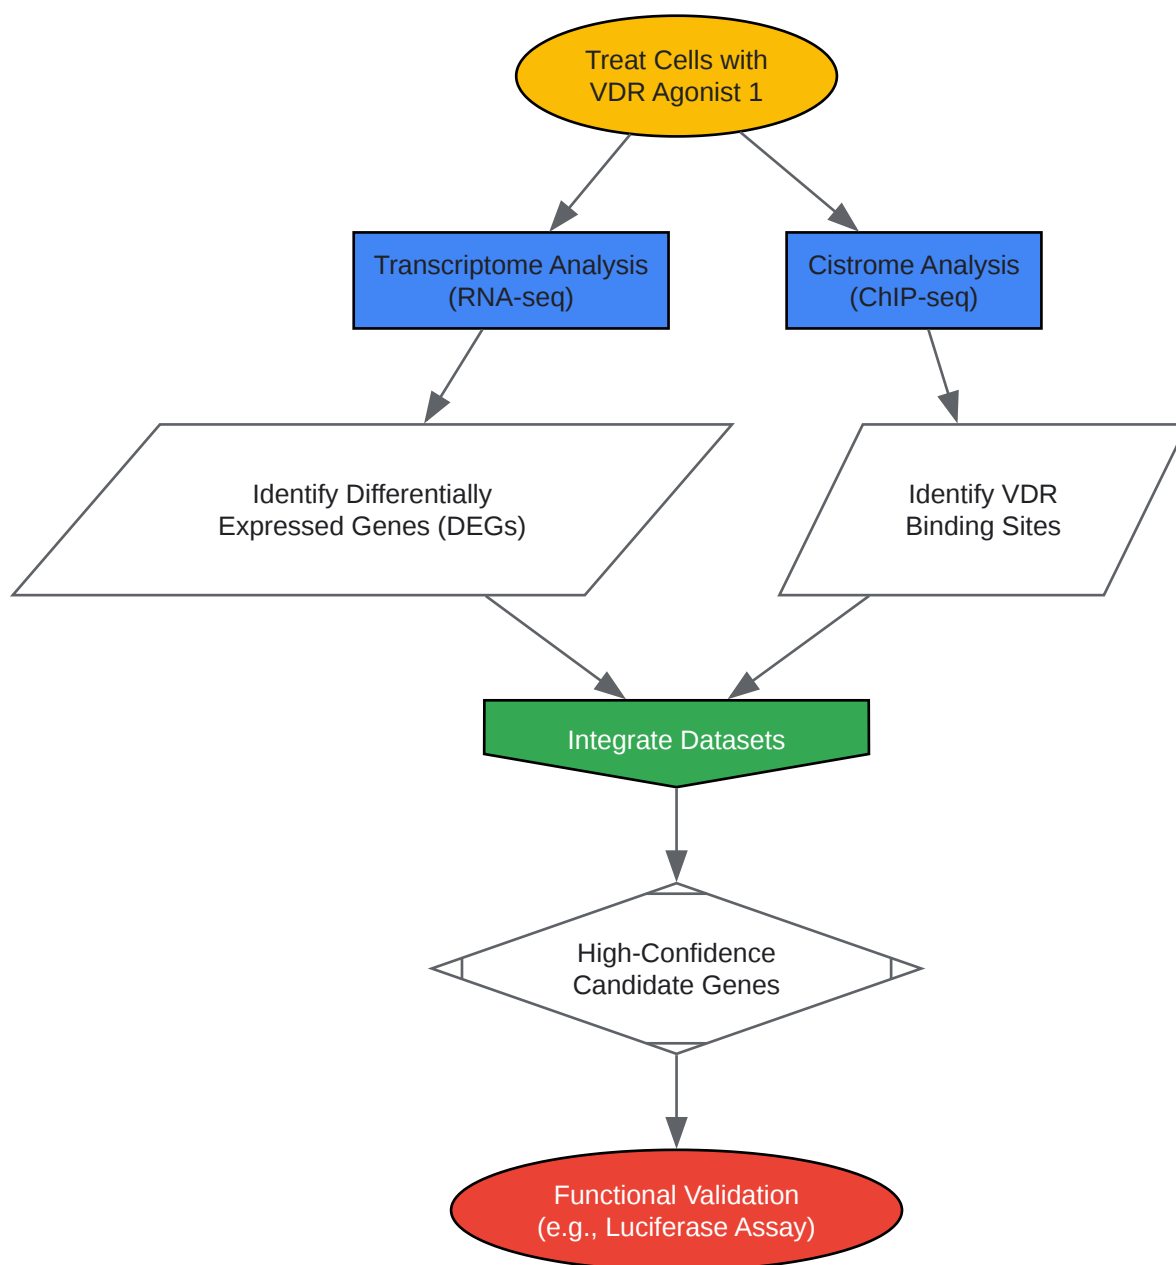 Treat Cells with
VDR Agonist 1
Transcriptome Analysis
(RNA-seq)
Cistrome Analysis
(ChIP-seq)
Identify Differentially
Expressed Genes (DEGs)
Identify VDR
Binding Sites
Integrate Datasets
High-Confidence
Candidate Genes
Functional Validation
(e.g., Luciferase Assay)